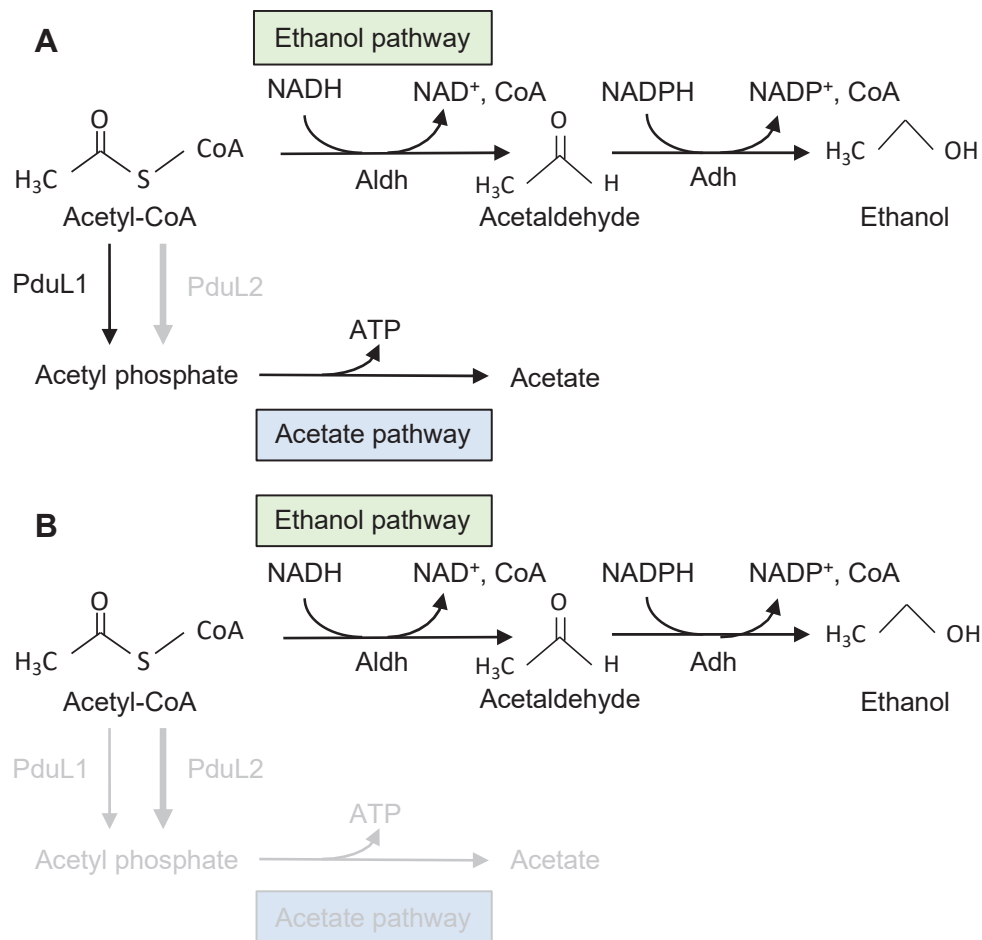 A
Ethanol pathway
NADH
NAD⁺, CoA
NADPH
NADP⁺, CoA
O
H₃C
S
CoA
Acetyl-CoA
Aldh
O
H₃C
H
Acetaldehyde
Adh
H₃C
OH
Ethanol
PduL1
PduL2
ATP
Acetyl phosphate
Acetate
Acetate pathway
B
Ethanol pathway
NADH
NAD⁺, CoA
NADPH
NADP⁺, CoA
O
H₃C
S
CoA
Acetyl-CoA
Aldh
O
H₃C
H
Acetaldehyde
Adh
H₃C
OH
Ethanol
PduL1
PduL2
ATP
Acetyl phosphate
Acetate
Acetate pathway